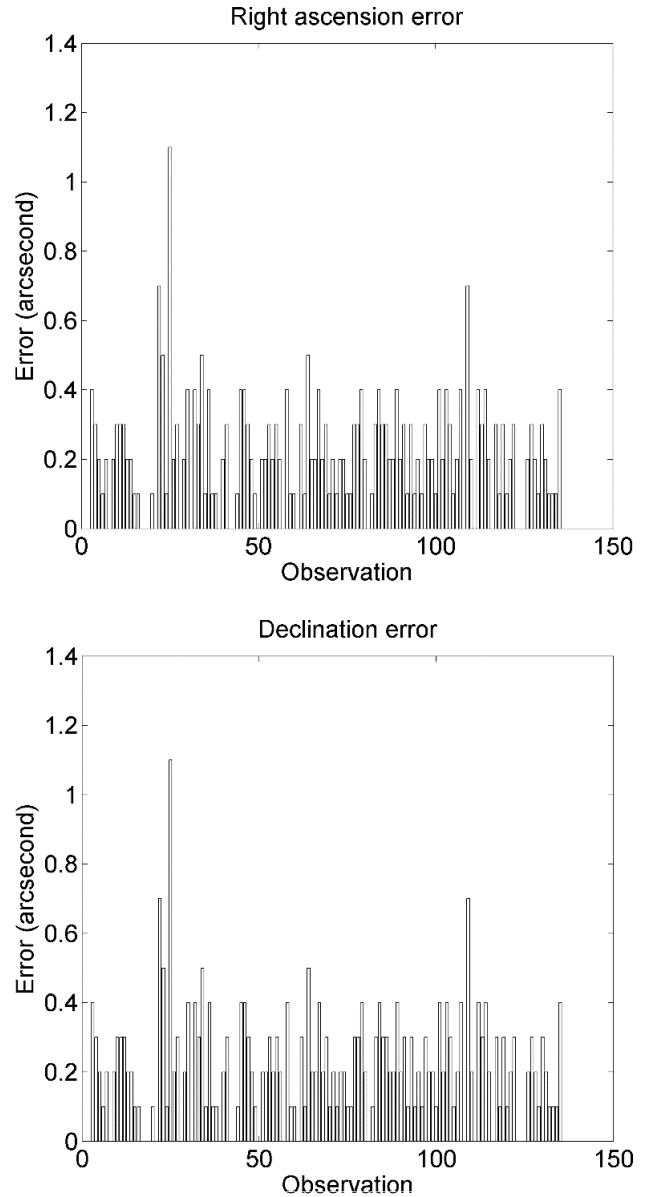 Right ascension error
1.4
1.2
1
0.8
0.6
0.4
0.2
0
Error (arcsecond)
0 50 100 150
Observation
Declination error
1.4
1.2
1
0.8
0.6
0.4
0.2
0
Error (arcsecond)
0 50 100 150
Observation